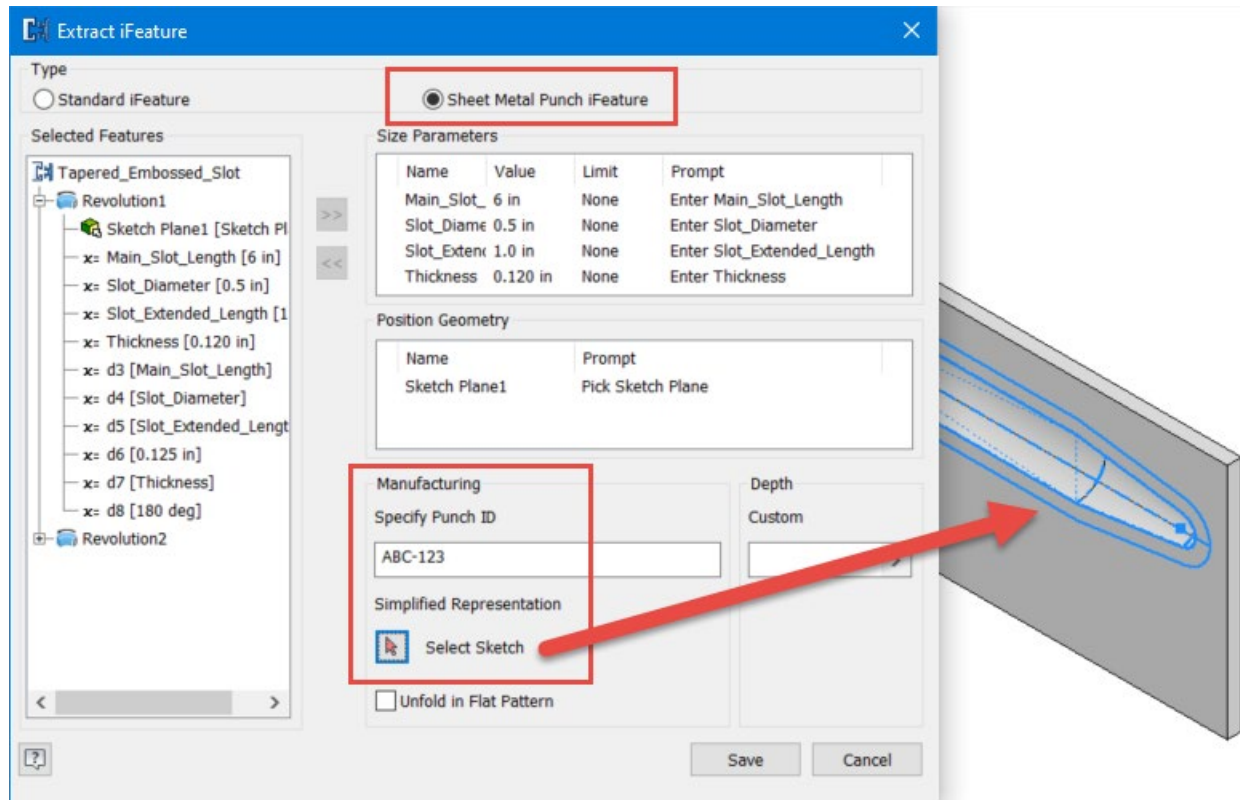 Extract iFeature
Type
Standard iFeature
Sheet Metal Punch iFeature
Selected Features
Tapered_Embossed_Slot
Revolution1
Sketch Plane1 [Sketch Pl
x= Main_Slot_Length [6 in]
x= Slot_Diameter [0.5 in]
x= Slot_Extended_Length [1
x= Thickness [0.120 in]
x= d3 [Main_Slot_Length]
x= d4 [Slot_Diameter]
x= d5 [Slot_Extended_Lengt
x= d6 [0.125 in]
x= d7 [Thickness]
x= d8 [180 deg]
Revolution2
>>
<<
Size Parameters
Name Value Limit Prompt
Main_Slot_ 6 in None Enter Main_Slot_Length
Slot_Diame 0.5 in None Enter Slot_Diameter
Slot_Exten 1.0 in None Enter Slot_Extended_Length
Thickness 0.120 in None Enter Thickness
Position Geometry
Name Prompt
Sketch Plane1 Pick Sketch Plane
Manufacturing
Specify Punch ID
ABC-123
Simplified Representation
Select Sketch
Unfold in Flat Pattern
Depth
Custom
Save Cancel